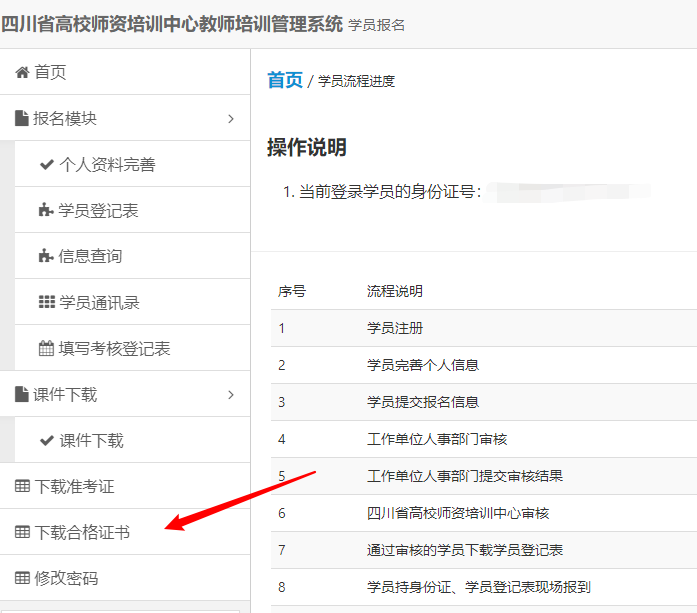 四川省高校师资培训中心教师培训管理系统 学员报名
首页
报名模块
个人资料完善
学员登记表
信息查询
学员通讯录
填写考核登记表
课件下载
课件下载
下载准考证
下载合格证书
修改密码
首页 / 学员流程进度
操作说明
1. 当前登录学员的身份证号:
序号 流程说明
1 学员注册
2 学员完善个人信息
3 学员提交报名信息
4 工作单位人事部门审核
5 工作单位人事部门提交审核结果
6 四川省高校师资培训中心审核
7 通过审核的学员下载学员登记表
8 学员持身份证、学员登记表现场报到